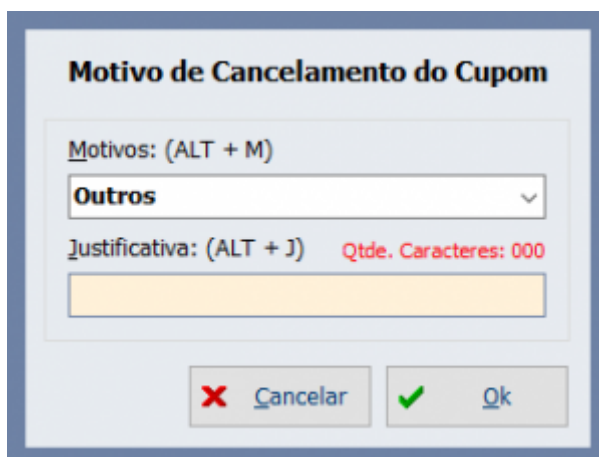 Motivo de Cancelamento do Cupom
Motivos: (ALT + M)
Outros
Justificativa: (ALT + J) Qtde. Caracteres: 000
Cancelar Ok